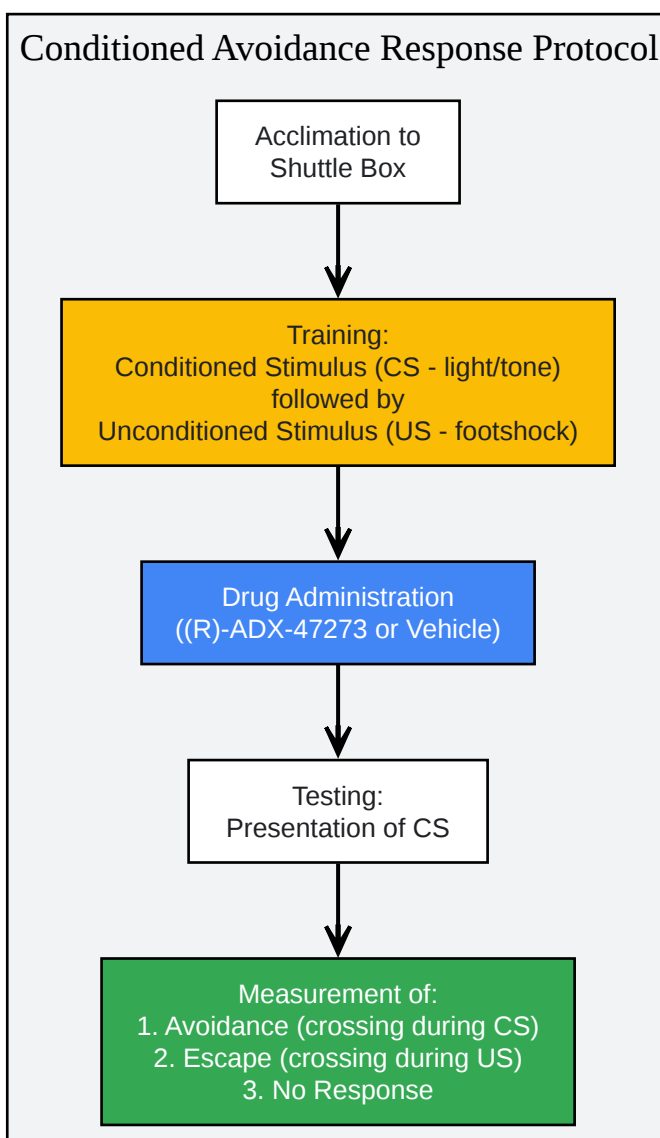 Conditioned Avoidance Response Protocol
Acclimation to
Shuttle Box
Training:
Conditioned Stimulus (CS - light/tone)
followed by
Unconditioned Stimulus (US - footshock)
Drug Administration
((R)-ADX-47273 or Vehicle)
Testing:
Presentation of CS
Measurement of:
1. Avoidance (crossing during CS)
2. Escape (crossing during US)
3. No Response